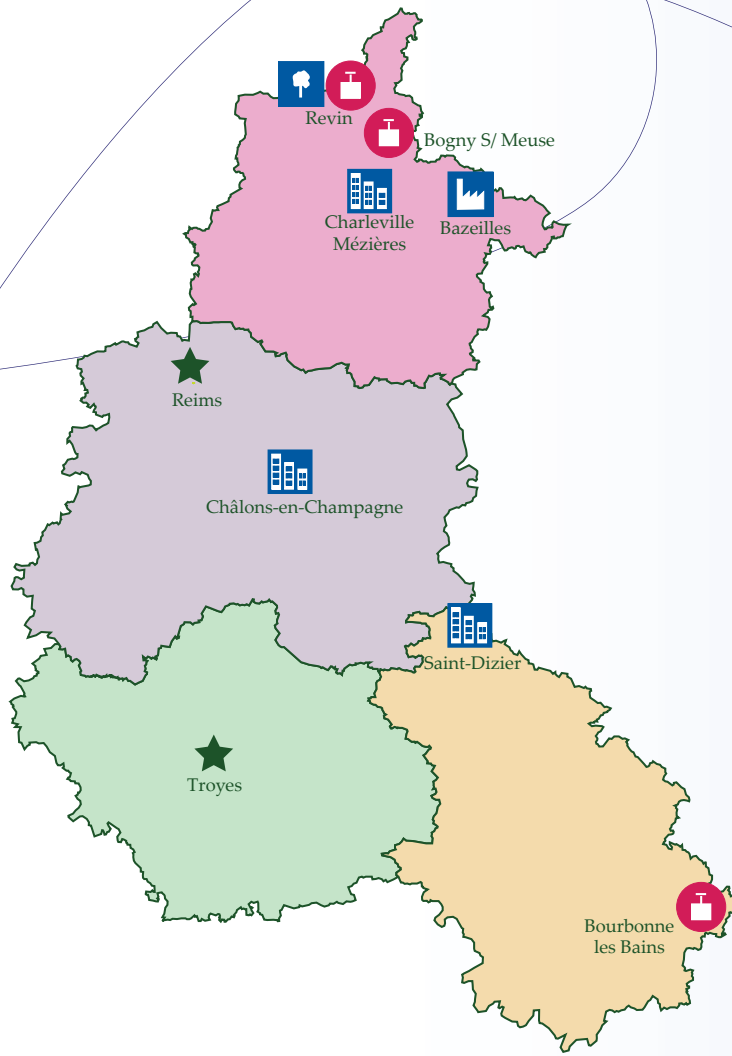 Revin
Bogny S/ Meuse
Charleville
Mézières
Bazeilles
Reims
Châlons-en-Champagne
Saint-Dizier
Troyes
Bourbonne
les Bains